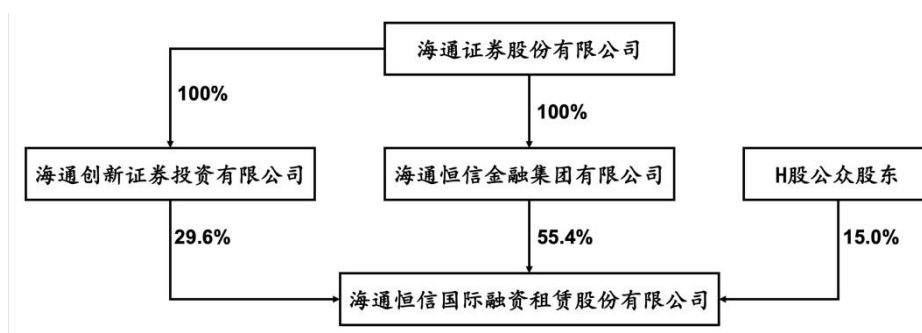 海通证券股份有限公司
100%
100%
海通创新证券投资有限公司
海通恒信金融集团有限公司
H股公众股东
29.6%
55.4%
15.0%
海通恒信国际融资租赁股份有限公司